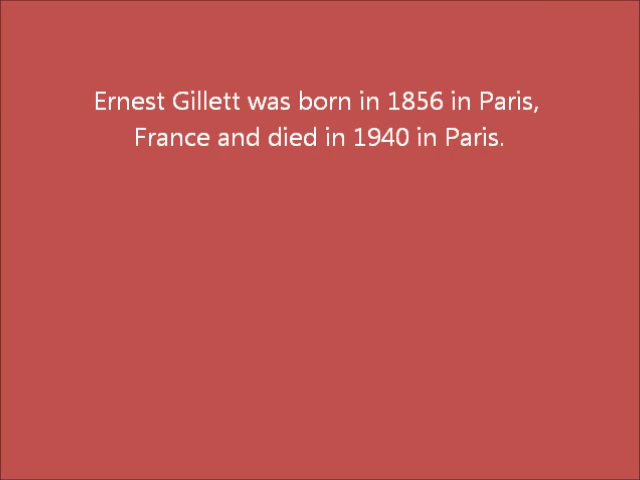 Ernest Gillett was born in 1856 in Paris,
France and died in 1940 in Paris.